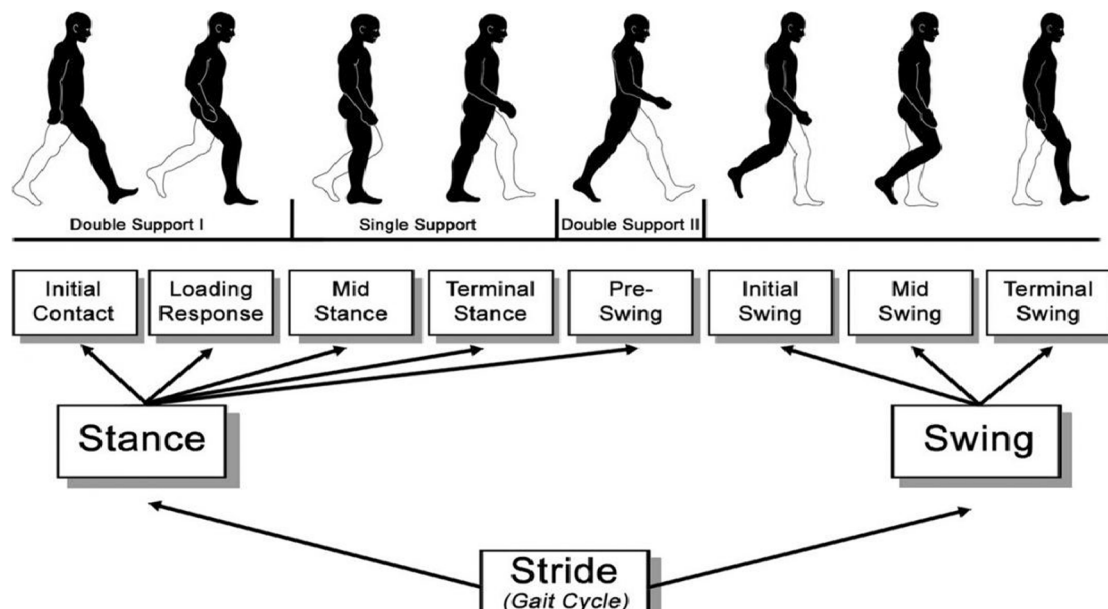 Double Support I
Single Support
Double Support II
Initial
Contact
Loading
Response
Mid
Stance
Terminal
Stance
Pre-
Swing
Initial
Swing
Mid
Swing
Terminal
Swing
Stance
Swing
Stride
(Gait Cycle)